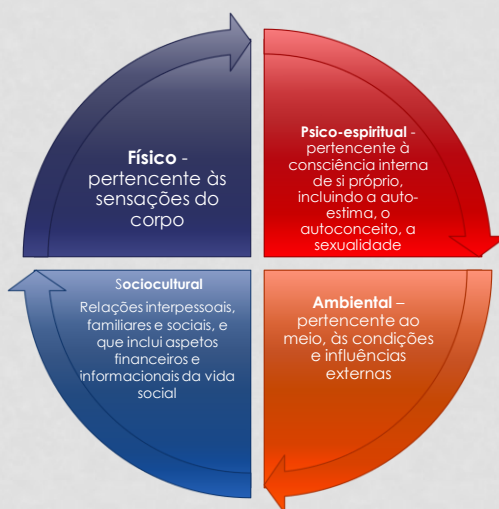 Físico -
pertencente às
sensações do
corpo
Psico-espiritual -
pertencente à
consciência interna
de si próprio,
incluindo a auto-
estima, o
autoconceito, a
sexualidade
Sociocultural
Relações interpessoais,
familiares e sociais, e
que inclui aspetos
financeiros e
informacionais da vida
social
Ambiental –
pertencente ao
meio, às condições
e influências
externas